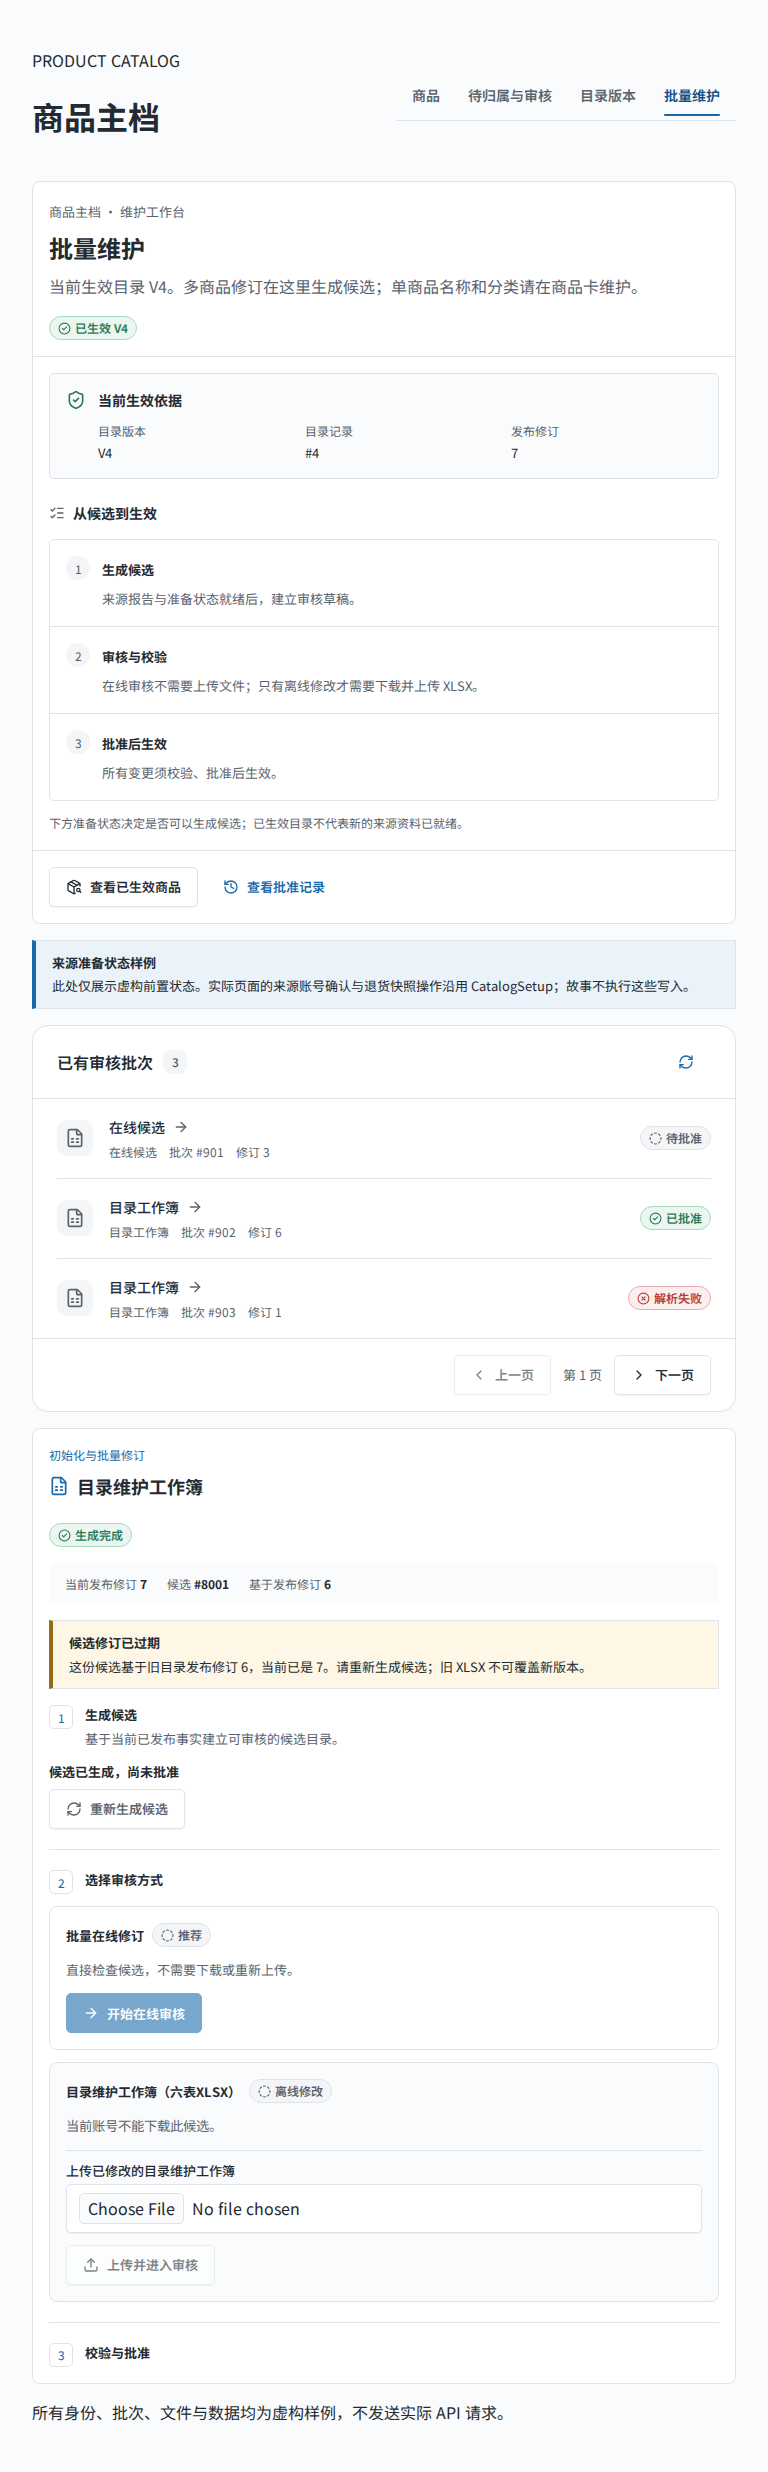 PRODUCT CATALOG
商品主档
商品 待归属与审核 目录版本 批量维护
商品主档 · 维护工作台
批量维护
当前生效目录 V4。多商品修订在这里生成候选；单商品名称和分类请在商品卡维护。
已生效 V4
当前生效依据
目录版本 目录记录 发布修订
V4 #4 7
从候选到生效
1 生成候选
来源报告与准备状态就绪后，建立审核草稿。
2 审核与校验
在线审核不需要上传文件；只有离线修改才需要下载并上传 XLSX。
3 批准后生效
所有变更须校验、批准后生效。
下方准备状态决定是否可以生成候选；已生效目录不代表新的来源资料已就绪。
查看已生效商品 查看批准记录
来源准备状态样例
此处仅展示虚构前置状态。实际页面的来源账号确认与退货快照操作沿用 CatalogSetup；故事不执行这些写入。
已有审核批次 3
在线候选
在线候选 批次 #901 修订 3
待批准
目录工作簿
目录工作簿 批次 #902 修订 6
已批准
目录工作簿
目录工作簿 批次 #903 修订 1
解析失败
上一页 第 1 页 下一页
初始化与批量修订
目录维护工作簿
生成完成
当前发布修订 7 候选 #8001 基于发布修订 6
候选修订已过期
这份候选基于旧目录发布修订 6，当前已是 7。请重新生成候选；旧 XLSX 不可覆盖新版本。
1 生成候选
基于当前已发布事实建立可审核的候选目录。
候选已生成，尚未批准
重新生成候选
2 选择审核方式
批量在线修订 推荐
直接检查候选，不需要下载或重新上传。
开始在线审核
目录维护工作簿（六表XLSX） 离线修改
当前账号不能下载此候选。
上传已修改的目录维护工作簿
Choose File No file chosen
上传并进入审核
3 校验与批准
所有身份、批次、文件与数据均为虚构样例，不发送实际 API 请求。